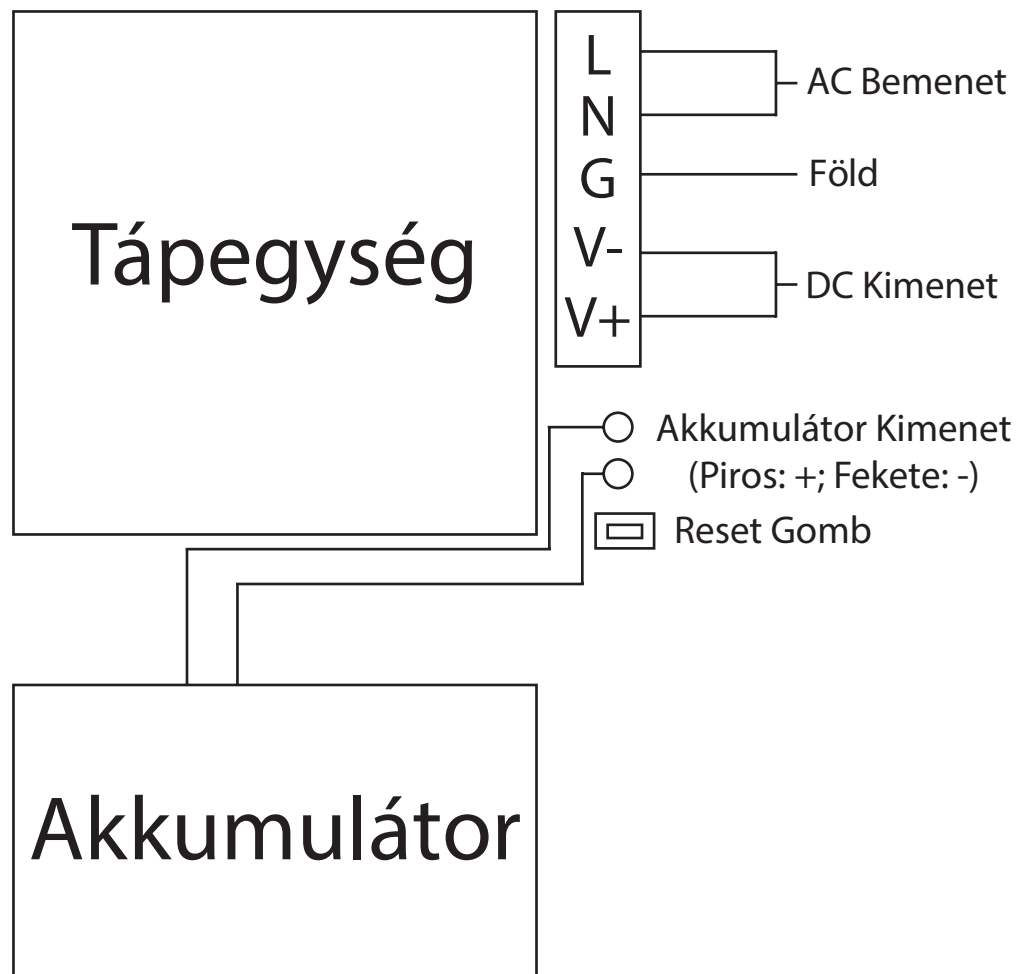 Tápegység
L
N
G
V-
V+
AC Bemenet
Föld
DC Kimenet
Akkumulátor Kimenet
(Piros: +; Fekete: -)
Reset Gomb
Akkumulátor